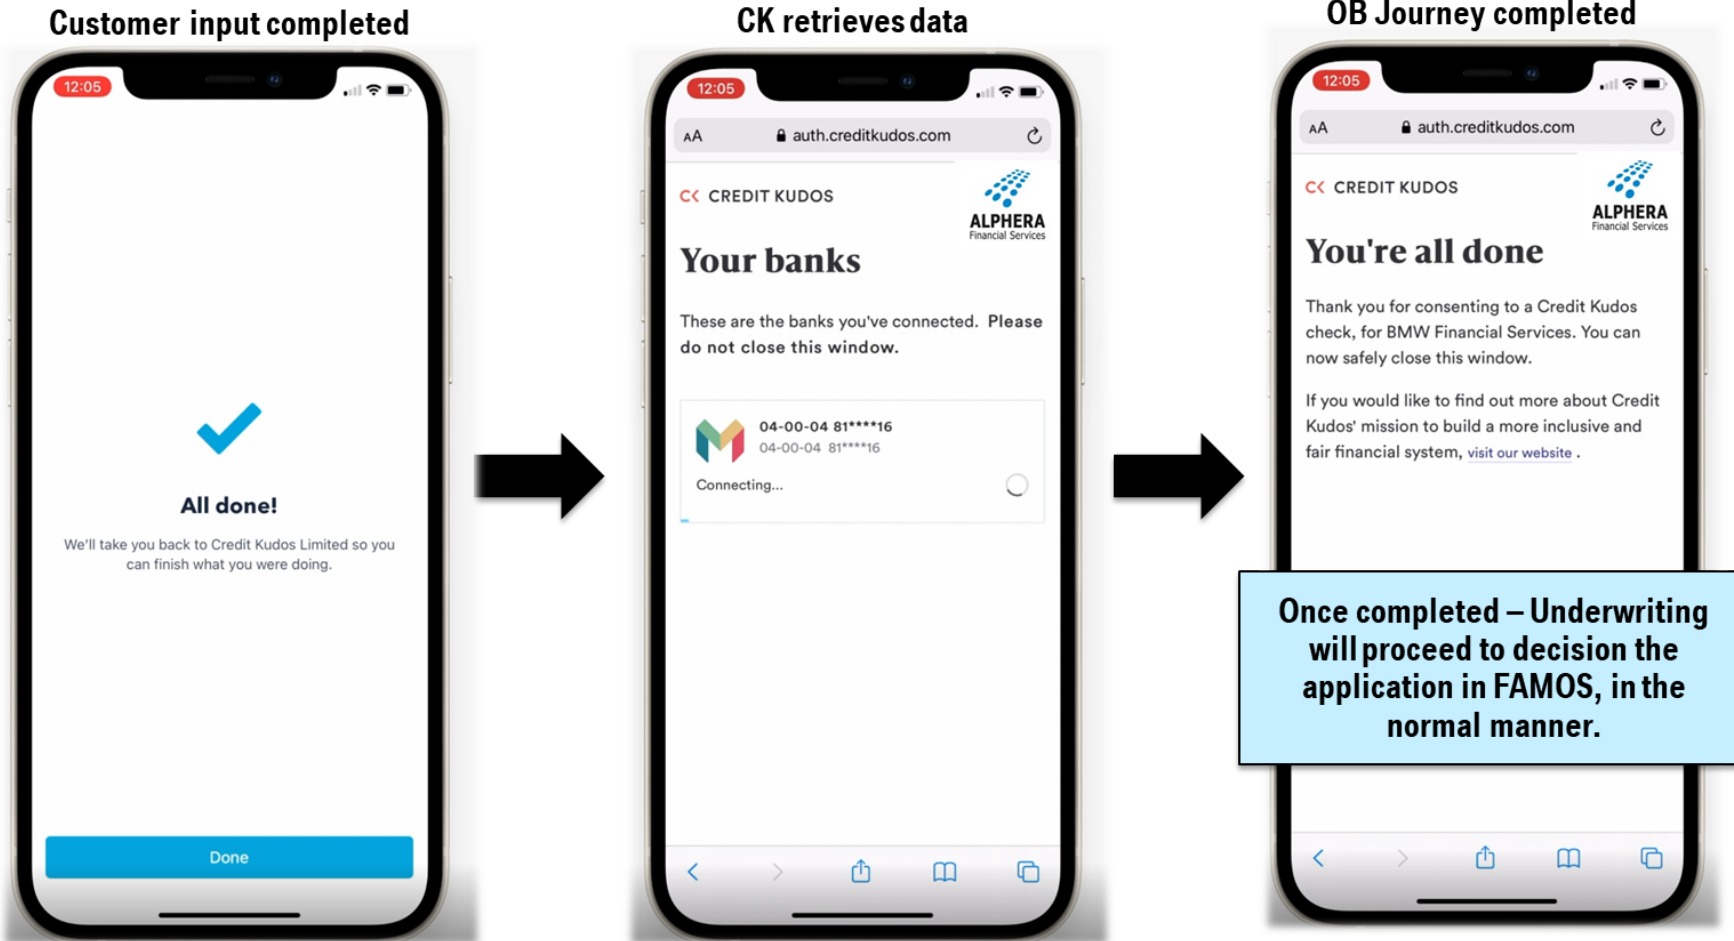 Customer input completed
12:05
All done!
We'll take you back to Credit Kudos Limited so you
can finish what you were doing.
Done
CK retrieves data
12:05
AA
auth.creditkudos.com
CREDIT KUDOS
ALPHERA
Financial Services
Your banks
These are the banks you've connected. Please
do not close this window.
04-00-04 81****16
04-00-04 81****16
Connecting...
OB Journey completed
12:05
AA
auth.creditkudos.com
CREDIT KUDOS
ALPHERA
Financial Services
You're all done
Thank you for consenting to a Credit Kudos
check, for BMW Financial Services. You can
now safely close this window.
If you would like to find out more about Credit
Kudos' mission to build a more inclusive and
fair financial system, visit our website .
Once completed – Underwriting
will proceed to decision the
application in FAMOS, in the
normal manner.